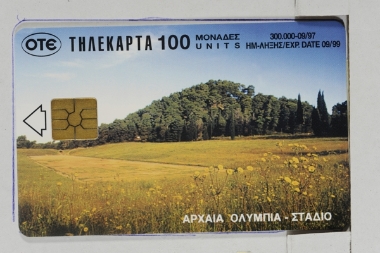 OTE
ΤΗΛΕΚΑΡΤΑ 100 ΜΟΝΑΔΕΣ UNITS
300.000-09/97
ΗΜ-ΛΗΞΗΣ/EXP. DATE 09/99
ΑΡΧΑΙΑ ΟΛΥΜΠΙΑ - ΣΤΑΔΙΟ